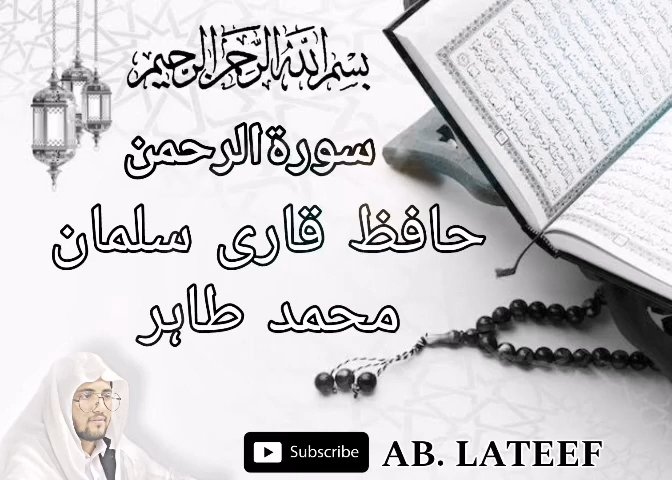 بسم الله الرحمن الرحيم
سورة الرحمن
حافظ قاری سلمان
محمد طاہر
Subscribe AB. LATEEF